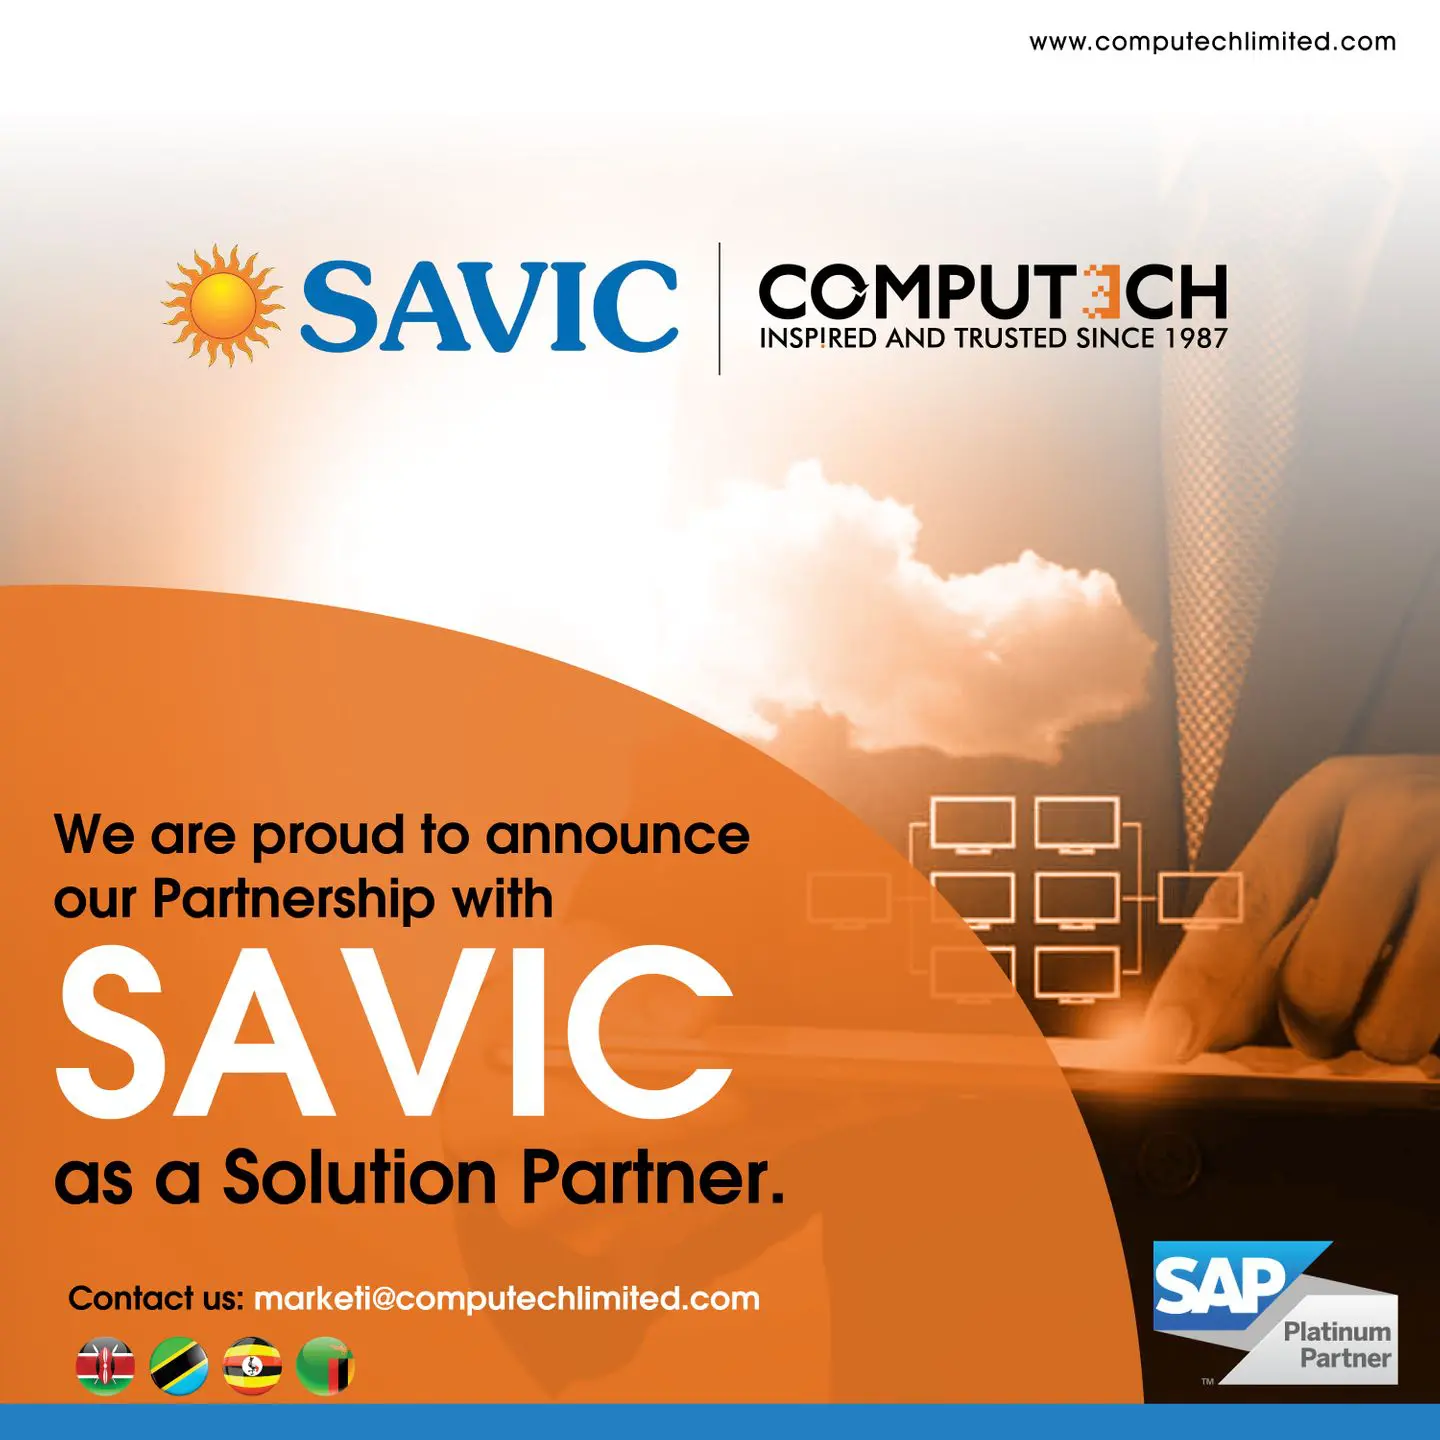 www.computechlimited.com
SAVIC
COMPUTECH
INSPIRED AND TRUSTED SINCE 1987
We are proud to announce
our Partnership with
SAVIC
as a Solution Partner.
Contact us: marketi@computechlimited.com
SAP
Platinum
Partner
TM